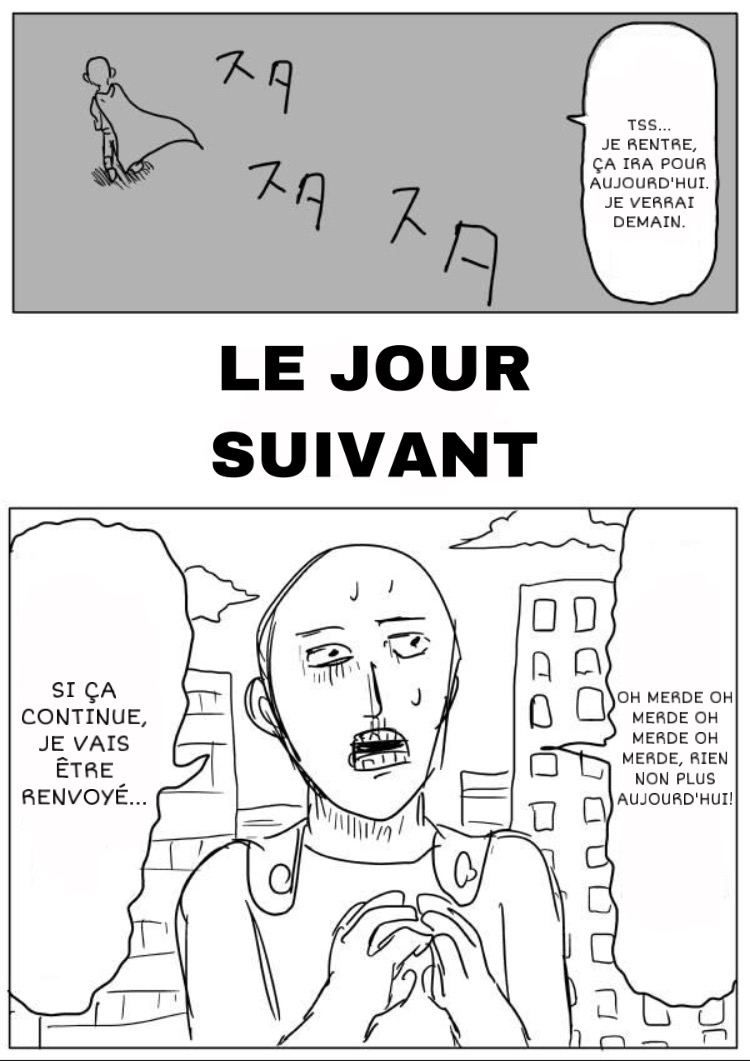 TSS...
JE RENTRE,
ÇA IRA POUR
AUJOURD'HUI.
JE VERRAI
DEMAIN.
スタ
スタ
スタ
LE JOUR
SUIVANT
OH MERDE OH
MERDE OH
MERDE OH
MERDE, RIEN
NON PLUS
AUJOURD'HUI!
SI ÇA
CONTINUE,
JE VAIS
ÊTRE
RENVOYÉ...